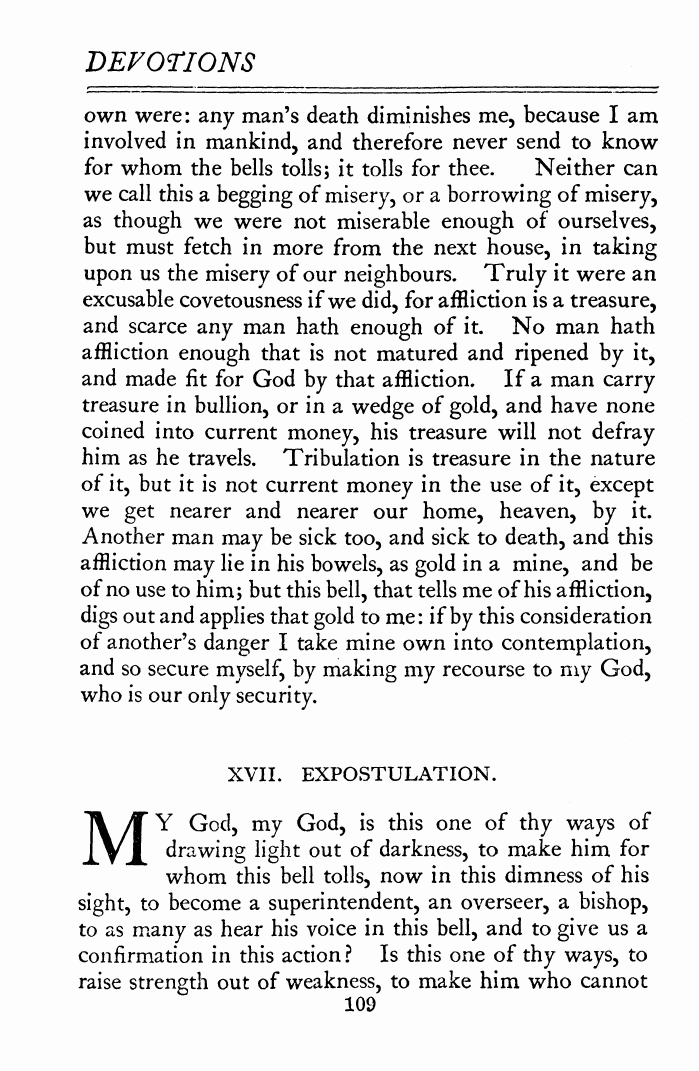 DEVOTIONS
own were: any man's death diminishes me, because I am
involved in mankind, and therefore never send to know
for whom the bells tolls; it tolls for thee. Neither can
we call this a begging of misery, or a borrowing of misery,
as though we were not miserable enough of ourselves,
but must fetch in more from the next house, in taking
upon us the misery of our neighbours. Truly it were an
excusable covetousness if we did, for affliction is a treasure,
and scarce any man hath enough of it. No man hath
affliction enough that is not matured and ripened by it,
and made fit for God by that affliction. If a man carry
treasure in bullion, or in a wedge of gold, and have none
coined into current money, his treasure will not defray
him as he travels. Tribulation is treasure in the nature
of it, but it is not current money in the use of it, except
we get nearer and nearer our home, heaven, by it.
Another man may be sick too, and sick to death, and this
affliction may lie in his bowels, as gold in a mine, and be
of no use to him; but this bell, that tells me of his affliction,
digs out and applies that gold to me: if by this consideration
of another's danger I take mine own into contemplation,
and so secure myself, by making my recourse to my God,
who is our only security.
XVII. EXPOSTULATION.
MY God, my God, is this one of thy ways of
drawing light out of darkness, to make him for
whom this bell tolls, now in this dimness of his
sight, to become a superintendent, an overseer, a bishop,
to as many as hear his voice in this bell, and to give us a
confirmation in this action? Is this one of thy ways, to
raise strength out of weakness, to make him who cannot
109